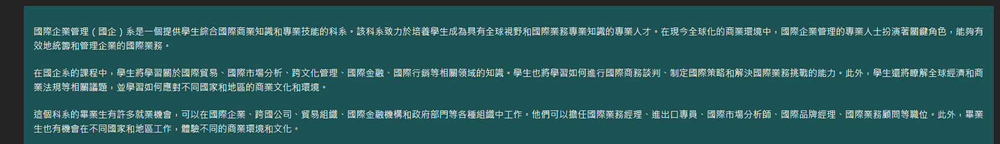 國際企業管理（國企）系是一個提供學生綜合國際商業知識和專業技能的科系。該科系致力於培養學生成為具有全球視野和國際業務專業知識的專業人才。在現今全球化的商業環境中，國際企業管理的專業人士扮演著關鍵角色，能夠有
效地統籌和管理企業的國際業務。
在國企系的課程中，學生將學習關於國際貿易、國際市場分析、跨文化管理、國際金融、國際行銷等相關領域的知識。學生也將學習如何進行國際商務談判、制定國際策略和解決國際業務挑戰的能力。此外，學生還將瞭解全球經濟和商
業法規等相關議題，並學習如何應對不同國家和地區的商業文化和環境。
這個科系的畢業生有許多就業機會，可以在國際企業、跨國公司、貿易組織、國際金融機構和政府部門等各種組織中工作。他們可以擔任國際業務經理、進出口專員、國際市場分析師、國際品牌經理、國際業務顧問等職位。此外，畢業
生也有機會在不同國家和地區工作，體驗不同的商業環境和文化。